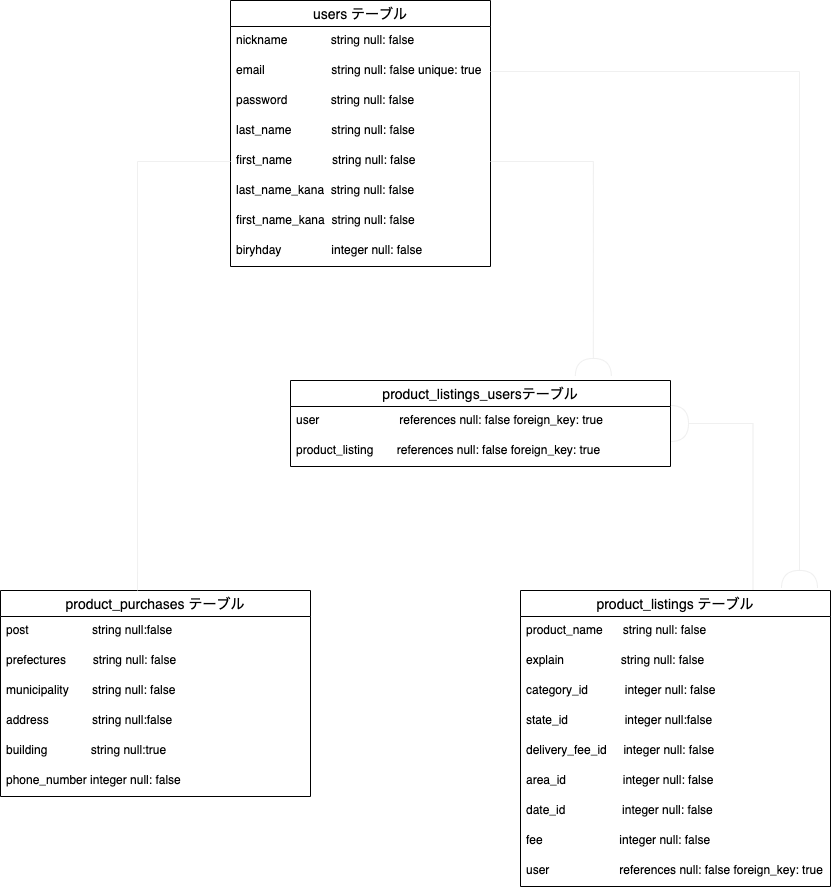 users テーブル
nickname string null: false
email string null: false unique: true
password string null: false
last_name string null: false
first_name string null: false
last_name_kana string null: false
first_name_kana string null: false
biryhday integer null: false
product_listings_usersテーブル
user references null: false foreign_key: true
product_listing references null: false foreign_key: true
product_purchases テーブル
post string null:false
prefectures string null: false
municipality string null: false
address string null:false
building string null:true
phone_number integer null: false
product_listings テーブル
product_name string null: false
explain string null: false
category_id integer null: false
state_id integer null:false
delivery_fee_id integer null: false
area_id integer null: false
date_id integer null: false
fee integer null: false
user references null: false foreign_key: true